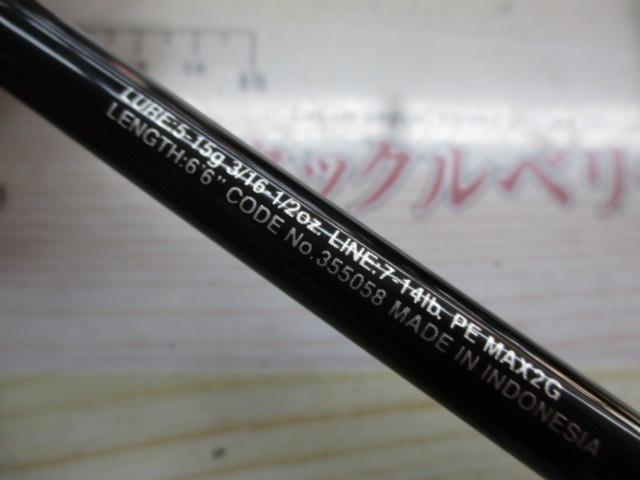 LURE:5-15g 3/16-1/2oz. LINE:7-14lb. PE MAX2G
LENGTH:6'6" CODE No.355058 MADE IN INDONESIA
ックルベリー